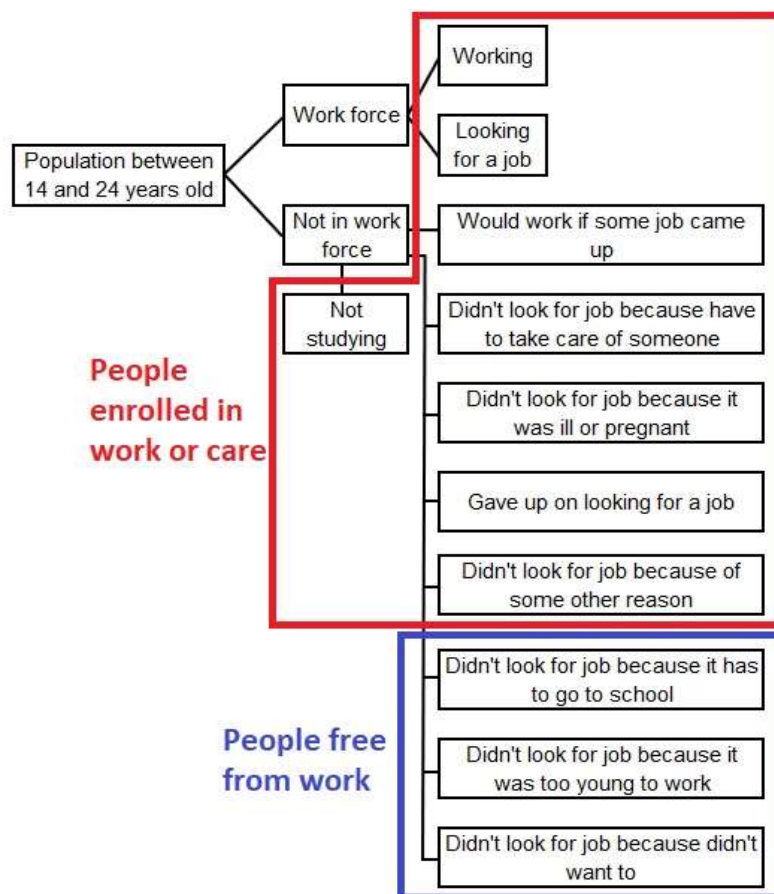 Working
Work force
Looking
for a job
Population between
14 and 24 years old
Not in work
force
Would work if some job came
up
Not
studying
Didn't look for job because have
to take care of someone
People
enrolled in
work or care
Didn't look for job because it
was ill or pregnant
Gave up on looking for a job
Didn't look for job because of
some other reason
Didn't look for job because it has
to go to school
People free
from work
Didn't look for job because it
was too young to work
Didn't look for job because didn't
want to